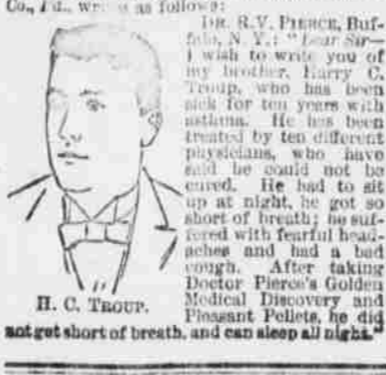 Co., Pa., writes as follows:
DR. R.V. PIERCE, Buf-
falo, N. Y.: "Dear Sir—
I wish to write you of
my brother, Harry C.
Troup, who has been
sick for ten years with
asthma. He has been
treated by ten different
physicians, who have
said he could not be
cured. He had to sit
up at night, he got so
short of breath; he suf-
fered with fearful head-
aches and had a bad
cough. After taking
Doctor Pierce's Golden
Medical Discovery and
Pleasant Pellets, he did
not get short of breath, and can sleep all night."
H. C. TROUP.